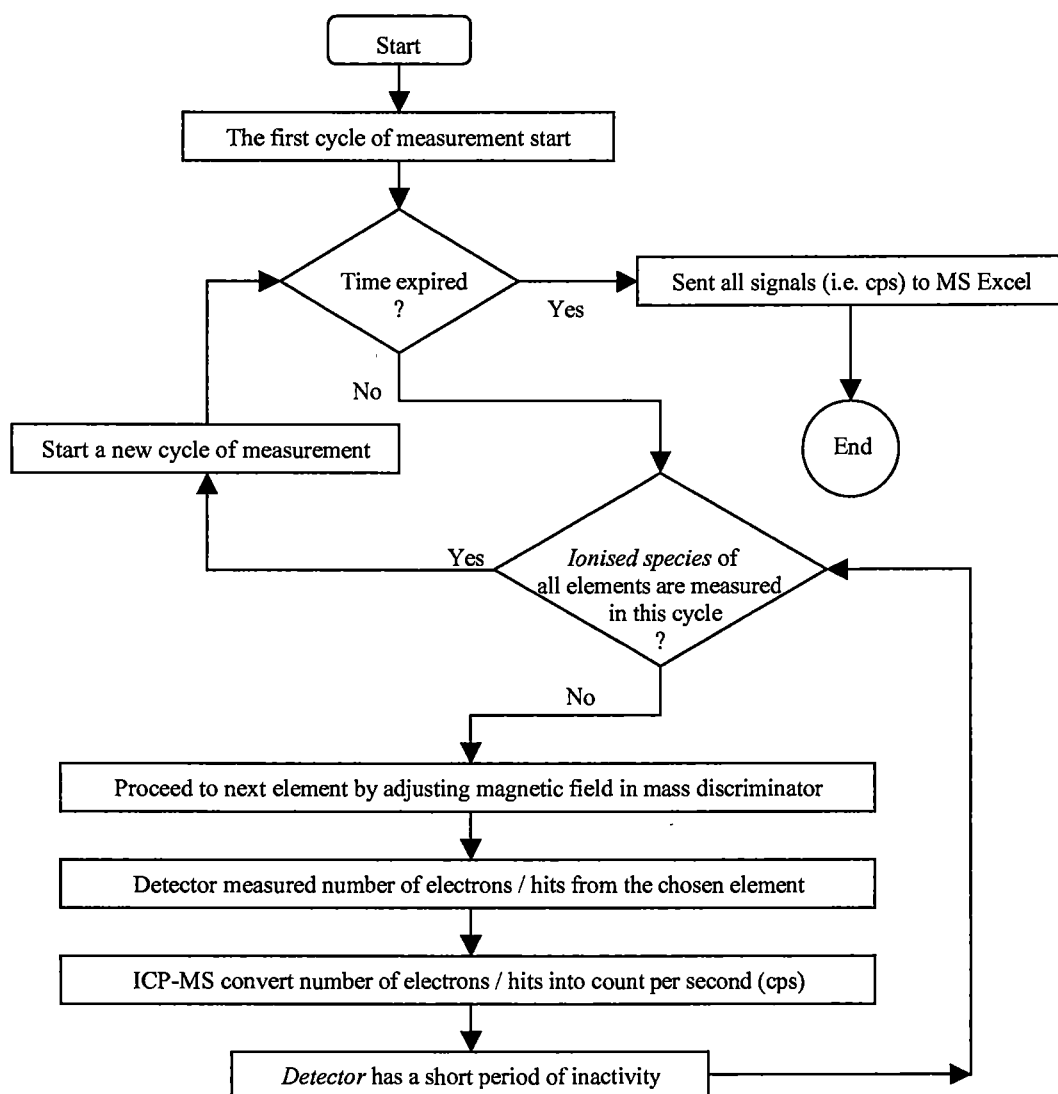 Start
The first cycle of measurement start
Time expired
?
Yes
Sent all signals (i.e. cps) to MS Excel
No
End
Start a new cycle of measurement
Yes
Ionised species of
all elements are measured
in this cycle
?
No
Proceed to next element by adjusting magnetic field in mass discriminator
Detector measured number of electrons / hits from the chosen element
ICP-MS convert number of electrons / hits into count per second (cps)
Detector has a short period of inactivity